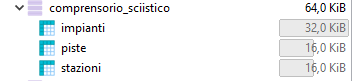 comprensorio_sciistico 64,0 KiB
impianti 32,0 KiB
piste 16,0 KiB
stazioni 16,0 KiB